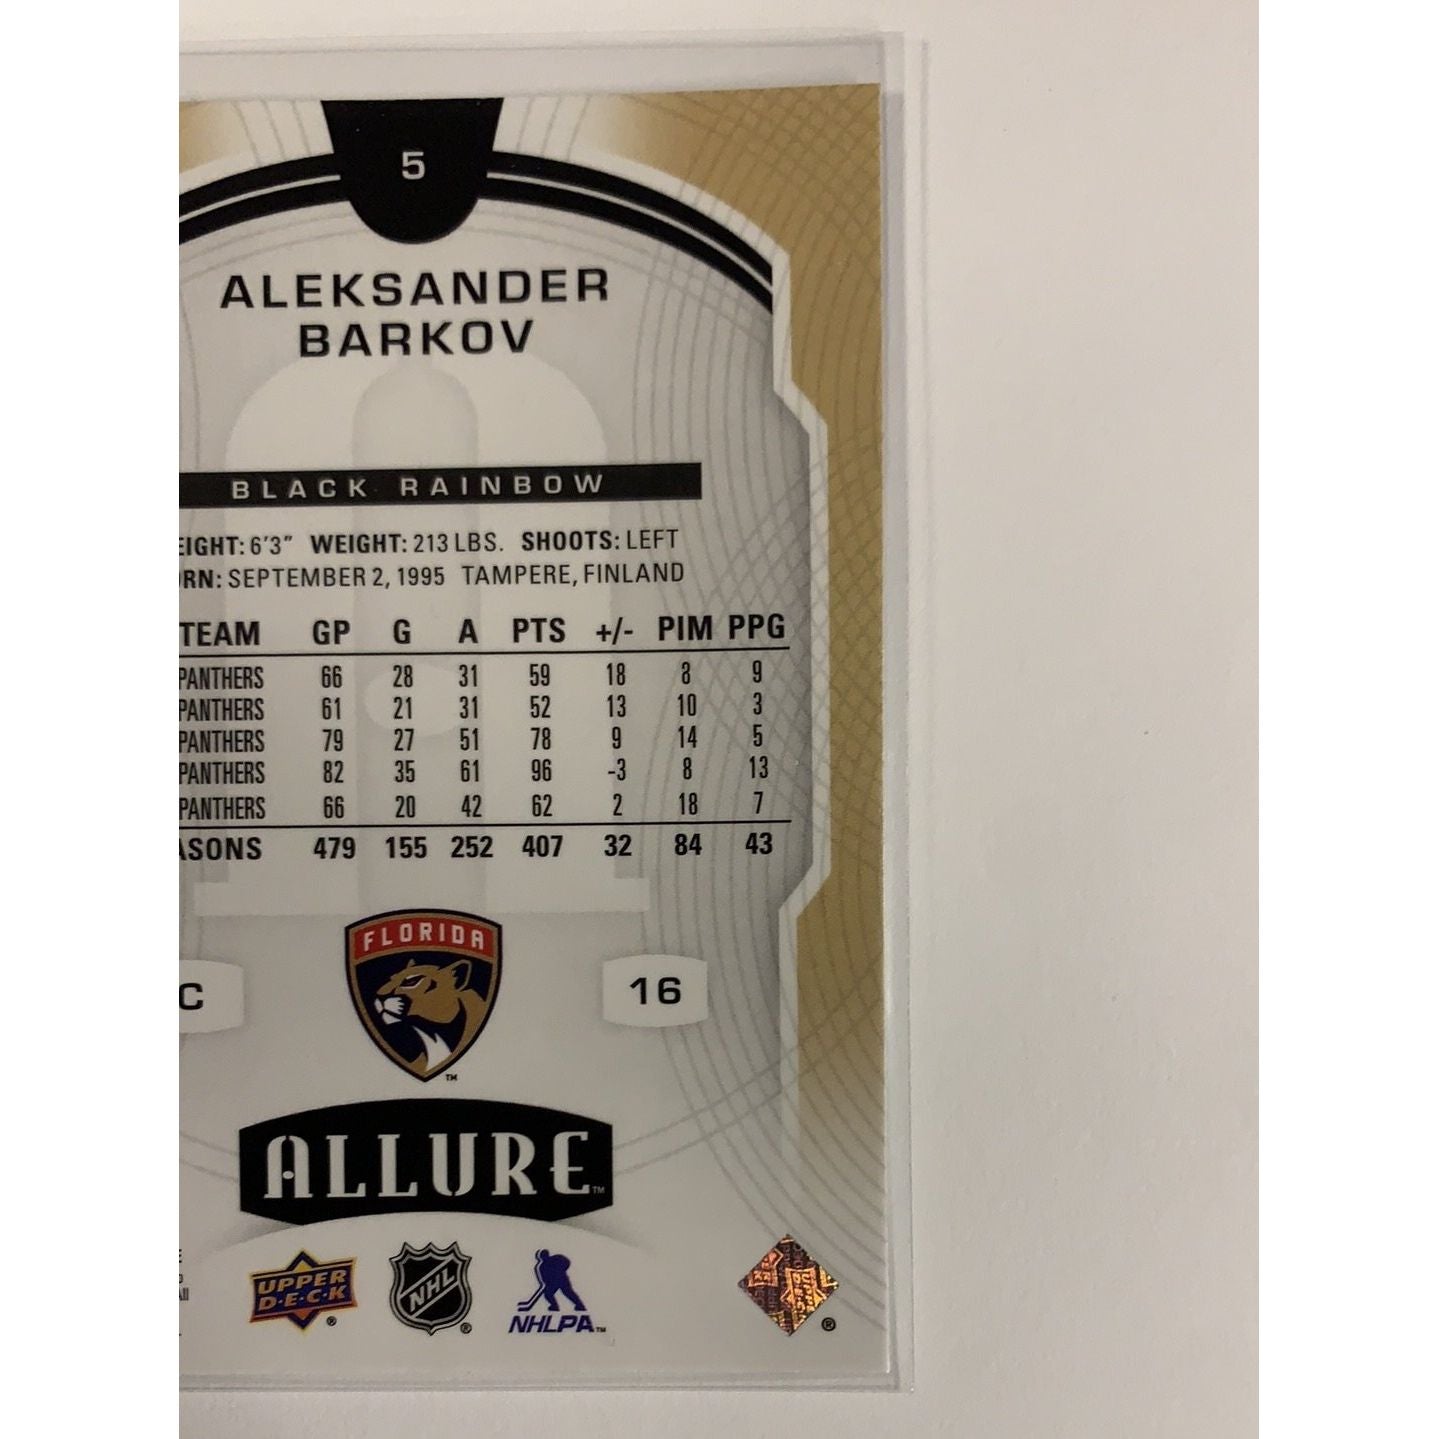 5
ALEKSANDER
BARKOV
BLACK RAINBOW
EIGHT: 6'3" WEIGHT: 213 LBS. SHOOTS: LEFT
RN: SEPTEMBER 2, 1995 TAMPERE, FINLAND
TEAM GP G A PTS +/- PIM PPG
PANTHERS 66 28 31 59 18 8 9
PANTHERS 61 21 31 52 13 10 3
PANTHERS 79 27 51 78 9 14 5
PANTHERS 82 35 61 96 -3 8 13
PANTHERS 66 20 42 62 2 18 7
ASONS 479 155 252 407 32 84 43
FLORIDA
TM
C 16
ALLURE TM
UPPER DECK ® NHL ® NHLPA TM ®